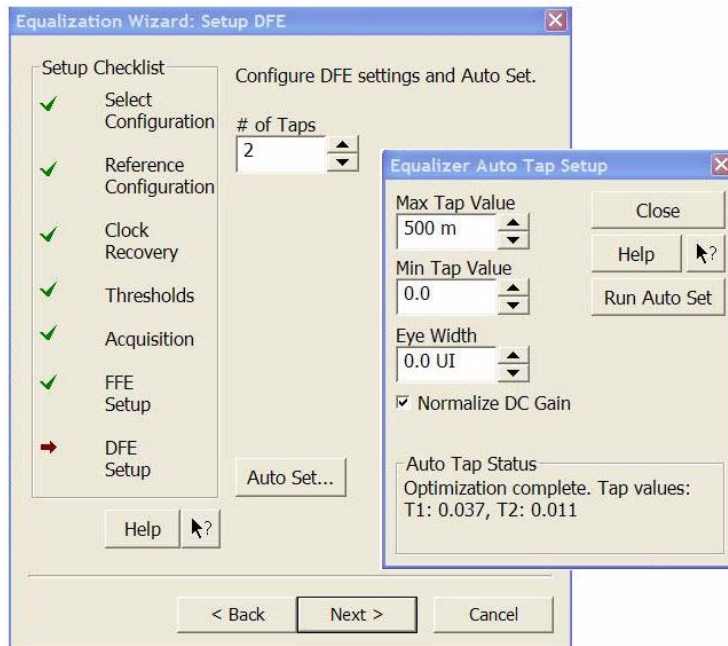 Equalization Wizard: Setup DFE
Setup Checklist
Select
Configuration
Reference
Configuration
Clock
Recovery
Thresholds
Acquisition
FFE
Setup
DFE
Setup
Help
?
Configure DFE settings and Auto Set.
# of Taps
2
Auto Set...
< Back
Next >
Cancel
Equalizer Auto Tap Setup
Max Tap Value
500 m
Min Tap Value
0.0
Eye Width
0.0 UI
Normalize DC Gain
Close
Help
?
Run Auto Set
Auto Tap Status
Optimization complete. Tap values:
T1: 0.037, T2: 0.011